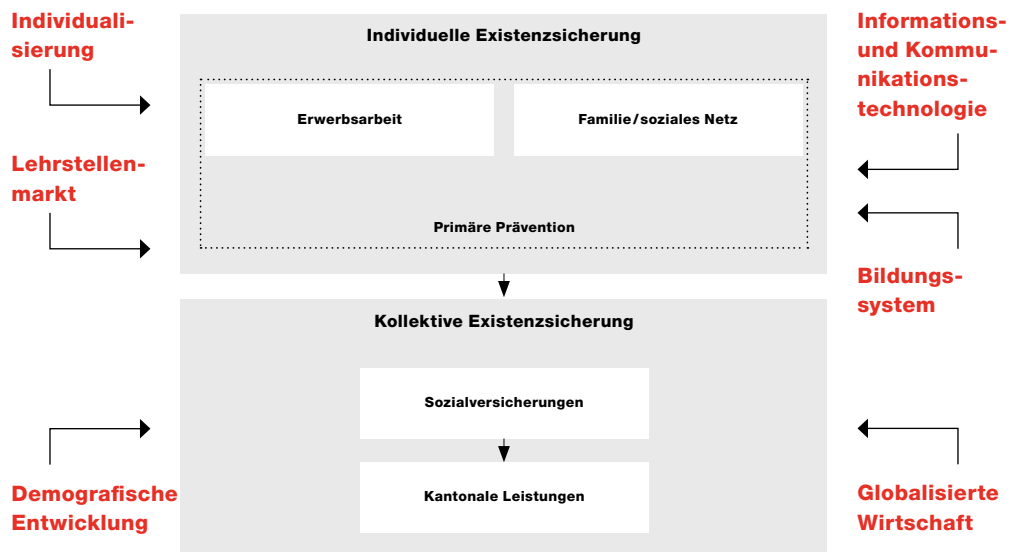 Individuali-
sierung
Lehrstellen-
markt
Demografische
Entwicklung
Individuelle Existenzsicherung
Erwerbsarbeit
Familie/soziales Netz
Primäre Prävention
Kollektive Existenzsicherung
Sozialversicherungen
Kantonale Leistungen
Informations-
und Kommu-
nikations-
technologie
Bildungs-
system
Globalisierte
Wirtschaft